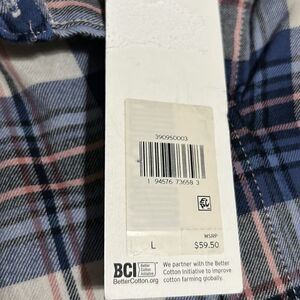 390950003
1 94576 73658 3
L
MSRP
$59.50
BCI Better Cotton Initiative
BetterCotton.org
We partner with the Better
Cotton Initiative to improve
cotton farming globally.